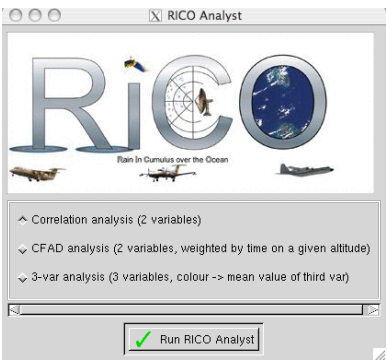 RICO Analyst
RiCO
Rain In Cumulus over the Ocean
Correlation analysis (2 variables)
CFAD analysis (2 variables, weighted by time on a given altitude)
3-var analysis (3 variables, colour -> mean value of third var)
Run RICO Analyst